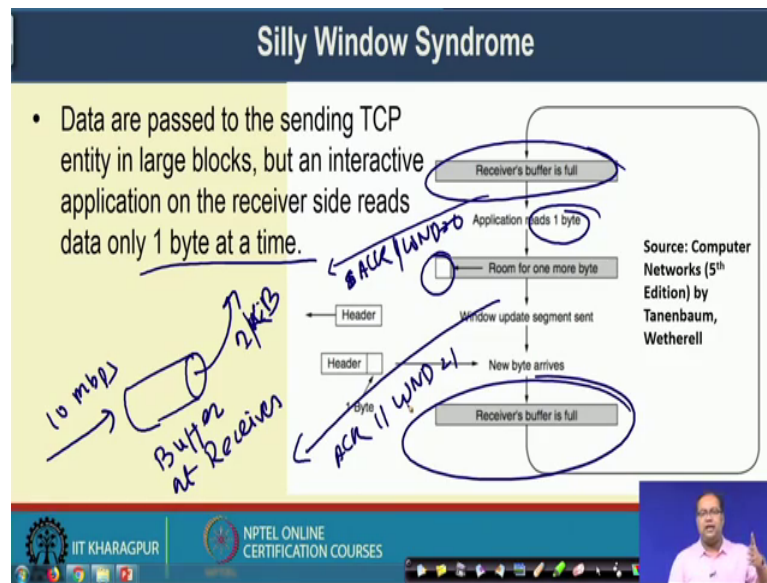 Silly Window Syndrome
• Data are passed to the sending TCP
entity in large blocks, but an interactive
application on the receiver side reads
data only 1 byte at a time.
10 mbps
Buffer
at Receiver
Receiver's buffer is full
Application reads 1 byte
ACK
Room for one more byte
Window update segment sent
Header
Header
New byte arrives
1 Byte
ACK 11 WND 21
Receiver's buffer is full
Source: Computer
Networks (5th
Edition) by
Tanenbaum,
Wetherell
IIT KHARAGPUR
NPTEL ONLINE
CERTIFICATION COURSES